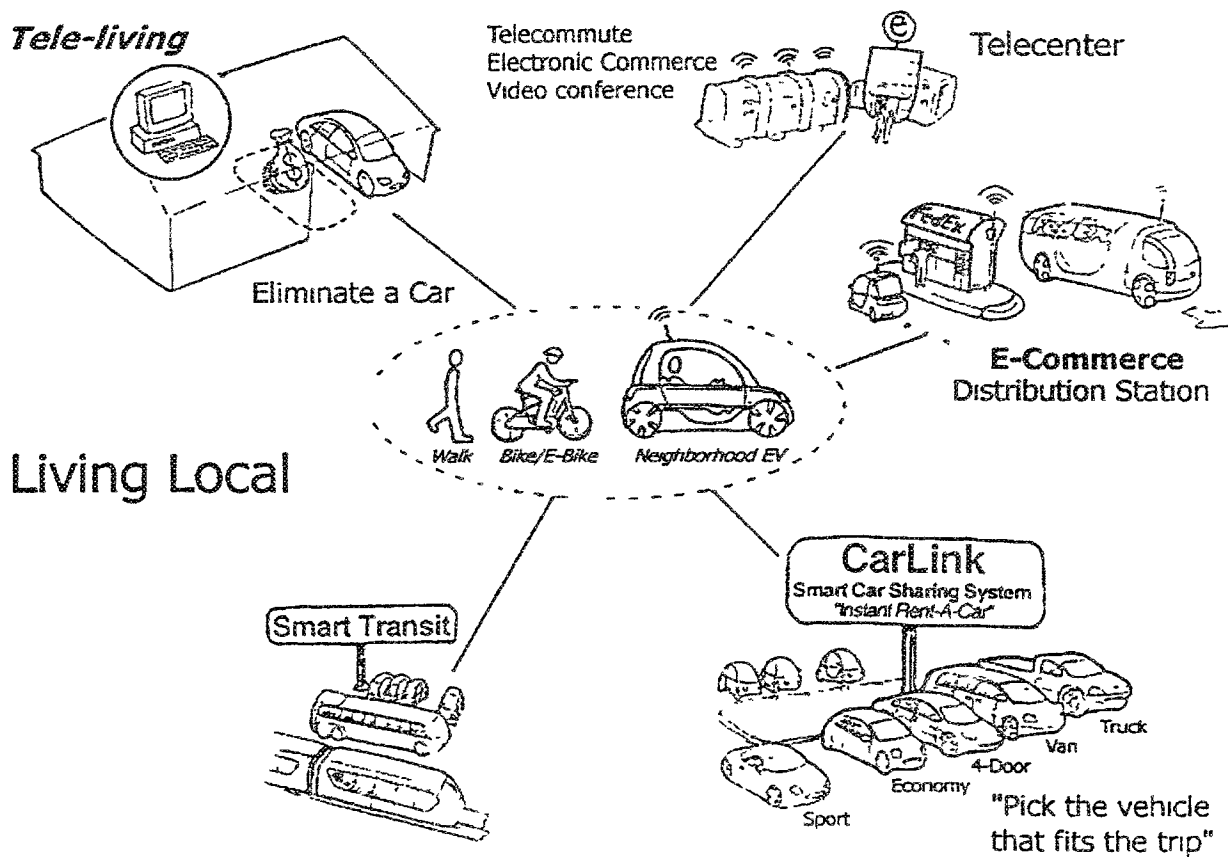 Tele-living
Telecommute
Electronic Commerce
Video conference
e
Telecenter
$
Eliminate a Car
FedEx
E-Commerce
Distribution Station
Walk
Bike/E-Bike
Neighborhood EV
Living Local
Smart Transit
CarLink
Smart Car Sharing System
"Instant Rent-A-Car"
Truck
Van
4-Door
Economy
Sport
"Pick the vehicle
that fits the trip"